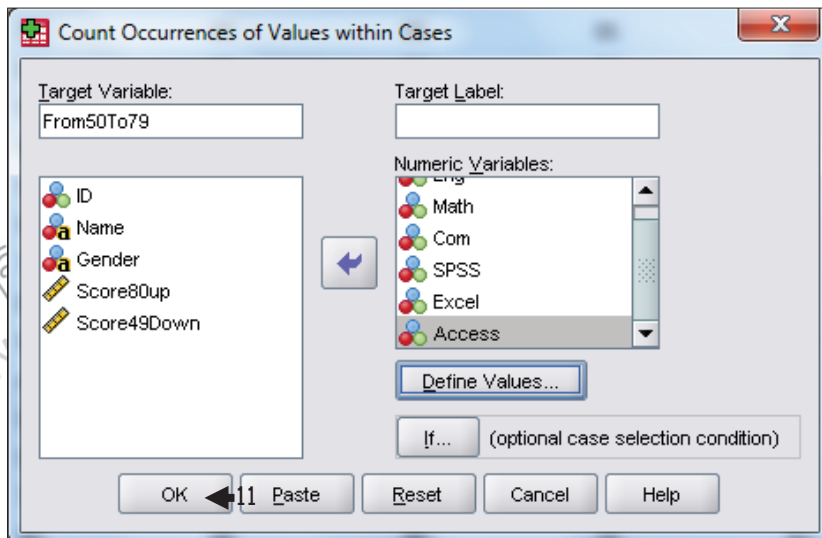 Count Occurrences of Values within Cases
Target Variable:
Target Label:
From50To79
Numeric Variables:
ID
Name
Gender
Score80up
Score49Down
Eng
Math
Com
SPSS
Excel
Access
Define Values...
If... (optional case selection condition)
OK 11 Paste Reset Cancel Help